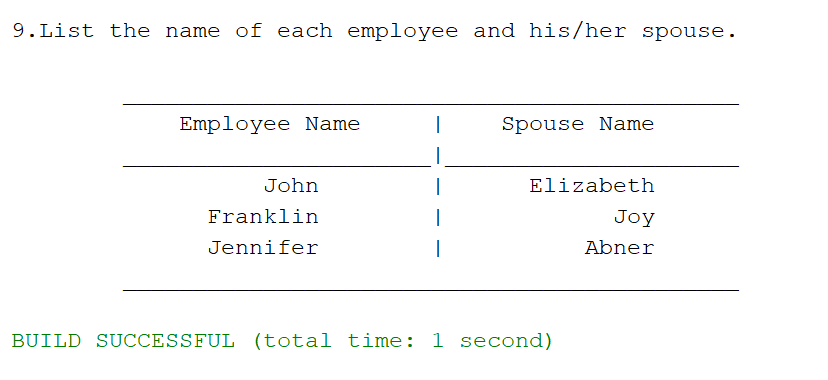 9.List the name of each employee and his/her spouse.
Employee Name | Spouse Name
|
John | Elizabeth
Franklin | Joy
Jennifer | Abner
BUILD SUCCESSFUL (total time: 1 second)